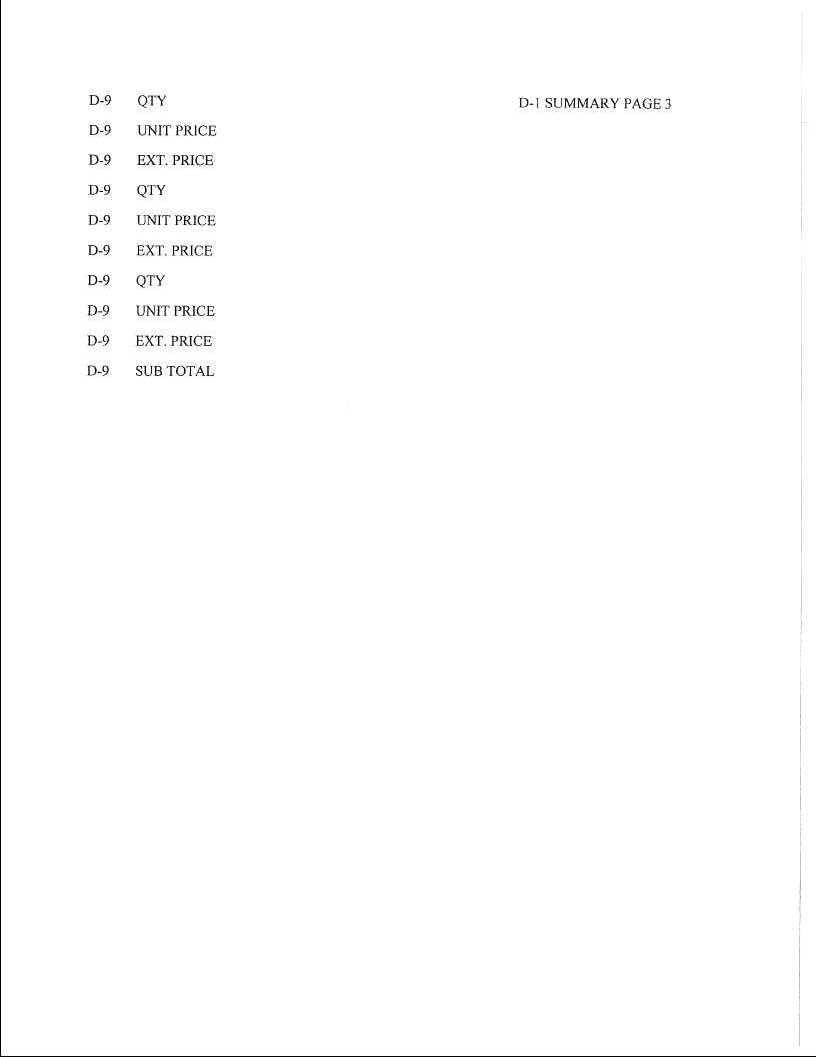 D-9 QTY D-1 SUMMARY PAGE 3
D-9 UNIT PRICE
D-9 EXT. PRICE
D-9 QTY
D-9 UNIT PRICE
D-9 EXT. PRICE
D-9 QTY
D-9 UNIT PRICE
D-9 EXT. PRICE
D-9 SUB TOTAL